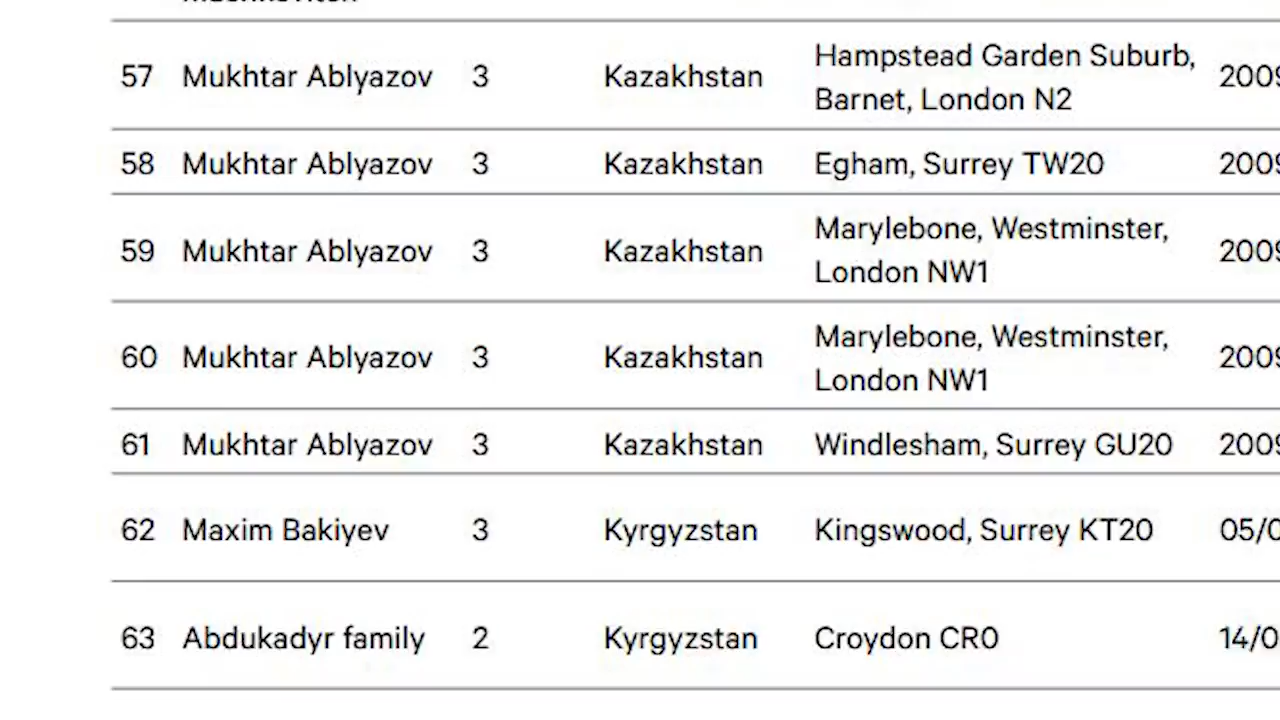 57 Mukhtar Ablyazov 3 Kazakhstan Hampstead Garden Suburb, Barnet, London N2
58 Mukhtar Ablyazov 3 Kazakhstan Egham, Surrey TW20
59 Mukhtar Ablyazov 3 Kazakhstan Marylebone, Westminster, London NW1
60 Mukhtar Ablyazov 3 Kazakhstan Marylebone, Westminster, London NW1
61 Mukhtar Ablyazov 3 Kazakhstan Windlesham, Surrey GU20
62 Maxim Bakiyev 3 Kyrgyzstan Kingswood, Surrey KT20
63 Abdukadyr family 2 Kyrgyzstan Croydon CR0